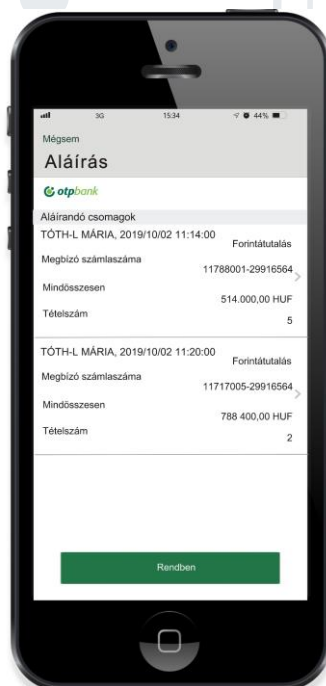 3G 15:34 44%
Mégsem
Aláírás
otpbank
Aláírandó csomagok
TÓTH-L MÁRIA, 2019/10/02 11:14:00
Forintátutalás
Megbízó számlaszáma
11788001-29916564
Mindösszesen
514.000,00 HUF
Tételszám
5
TÓTH-L MÁRIA, 2019/10/02 11:20:00
Forintátutalás
Megbízó számlaszáma
11717005-29916564
Mindösszesen
788 400,00 HUF
Tételszám
2
Rendben